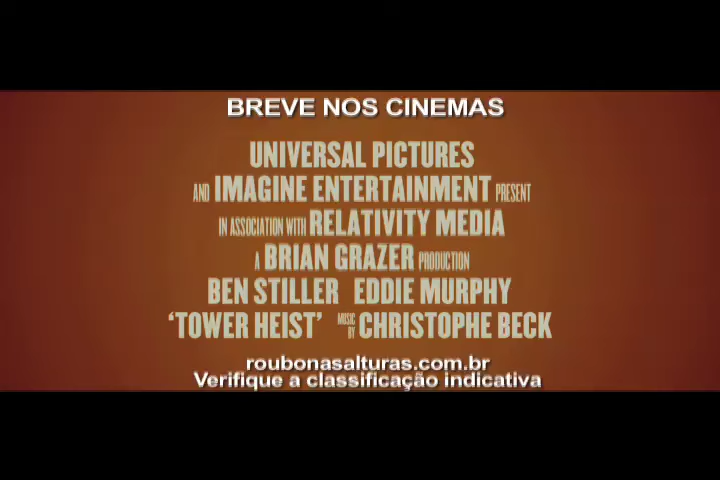 BREVE NOS CINEMAS
UNIVERSAL PICTURES
AND IMAGINE ENTERTAINMENT PRESENT
IN ASSOCIATION WITH RELATIVITY MEDIA
A BRIAN GRAZER PRODUCTION
BEN STILLER EDDIE MURPHY
‘TOWER HEIST’ MUSIC BY CHRISTOPHE BECK
roubonasalturas.com.br
Verifique a classificação indicativa